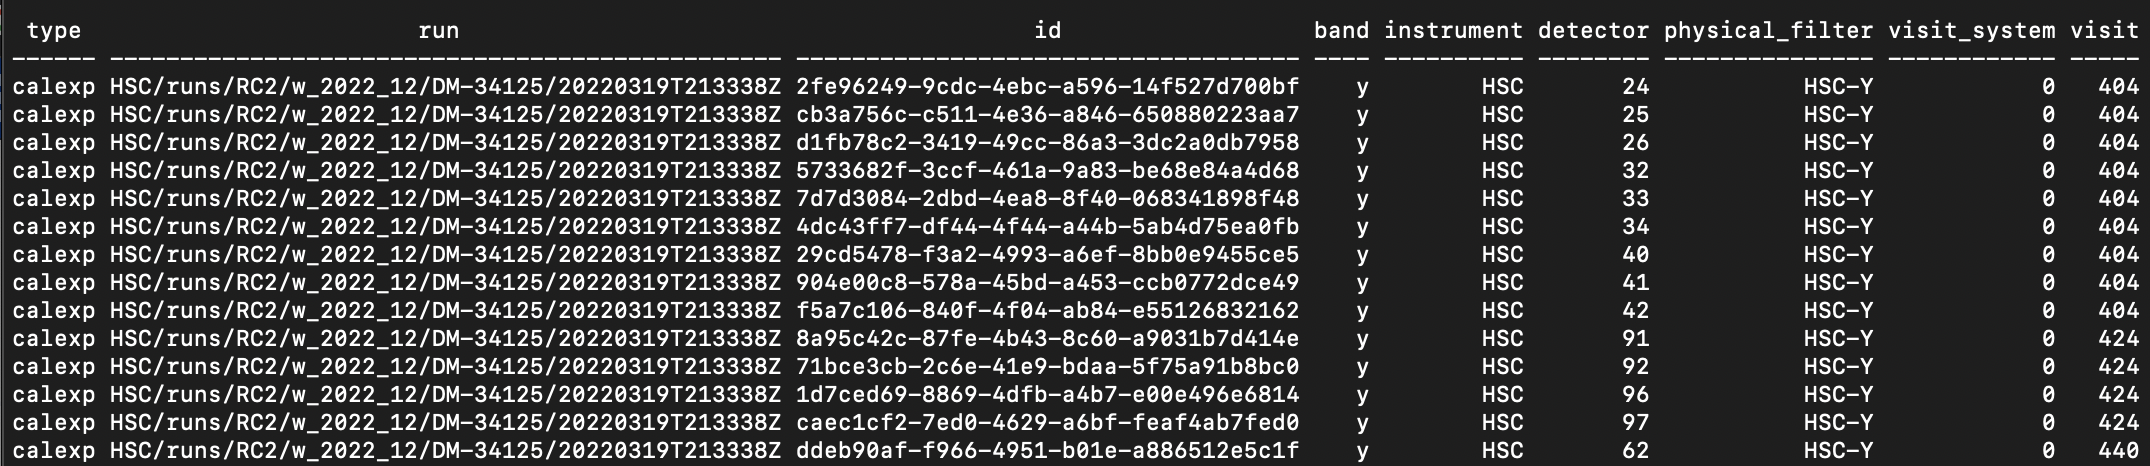 type run id band instrument detector physical_filter visit_system visit
------ ------------------------------------------------ ------------------------------------ ---- ---------- -------- --------------- ------------ -----
calexp HSC/runs/RC2/w_2022_12/DM-34125/20220319T213338Z 2fe96249-9cdc-4ebc-a596-14f527d700bf y HSC 24 HSC-Y 0 404
calexp HSC/runs/RC2/w_2022_12/DM-34125/20220319T213338Z cb3a756c-c511-4e36-a846-650880223aa7 y HSC 25 HSC-Y 0 404
calexp HSC/runs/RC2/w_2022_12/DM-34125/20220319T213338Z d1fb78c2-3419-49cc-86a3-3dc2a0db7958 y HSC 26 HSC-Y 0 404
calexp HSC/runs/RC2/w_2022_12/DM-34125/20220319T213338Z 5733682f-3ccf-461a-9a83-be68e84a4d68 y HSC 32 HSC-Y 0 404
calexp HSC/runs/RC2/w_2022_12/DM-34125/20220319T213338Z 7d7d3084-2dbd-4ea8-8f40-068341898f48 y HSC 33 HSC-Y 0 404
calexp HSC/runs/RC2/w_2022_12/DM-34125/20220319T213338Z 4dc43ff7-df44-4f44-a44b-5ab4d75ea0fb y HSC 34 HSC-Y 0 404
calexp HSC/runs/RC2/w_2022_12/DM-34125/20220319T213338Z 29cd5478-f3a2-4993-a6ef-8bb0e9455ce5 y HSC 40 HSC-Y 0 404
calexp HSC/runs/RC2/w_2022_12/DM-34125/20220319T213338Z 904e00c8-578a-45bd-a453-ccb0772dce49 y HSC 41 HSC-Y 0 404
calexp HSC/runs/RC2/w_2022_12/DM-34125/20220319T213338Z f5a7c106-840f-4f04-ab84-e55126832162 y HSC 42 HSC-Y 0 404
calexp HSC/runs/RC2/w_2022_12/DM-34125/20220319T213338Z 8a95c42c-87fe-4b43-8c60-a9031b7d414e y HSC 91 HSC-Y 0 424
calexp HSC/runs/RC2/w_2022_12/DM-34125/20220319T213338Z 71bce3cb-2c6e-41e9-bdaa-5f75a91b8bc0 y HSC 92 HSC-Y 0 424
calexp HSC/runs/RC2/w_2022_12/DM-34125/20220319T213338Z 1d7ced69-8869-4dfb-a4b7-e00e496e6814 y HSC 96 HSC-Y 0 424
calexp HSC/runs/RC2/w_2022_12/DM-34125/20220319T213338Z caec1cf2-7ed0-4629-a6bf-feaf4ab7fed0 y HSC 97 HSC-Y 0 424
calexp HSC/runs/RC2/w_2022_12/DM-34125/20220319T213338Z ddeb90af-f966-4951-b01e-a886512e5c1f y HSC 62 HSC-Y 0 440